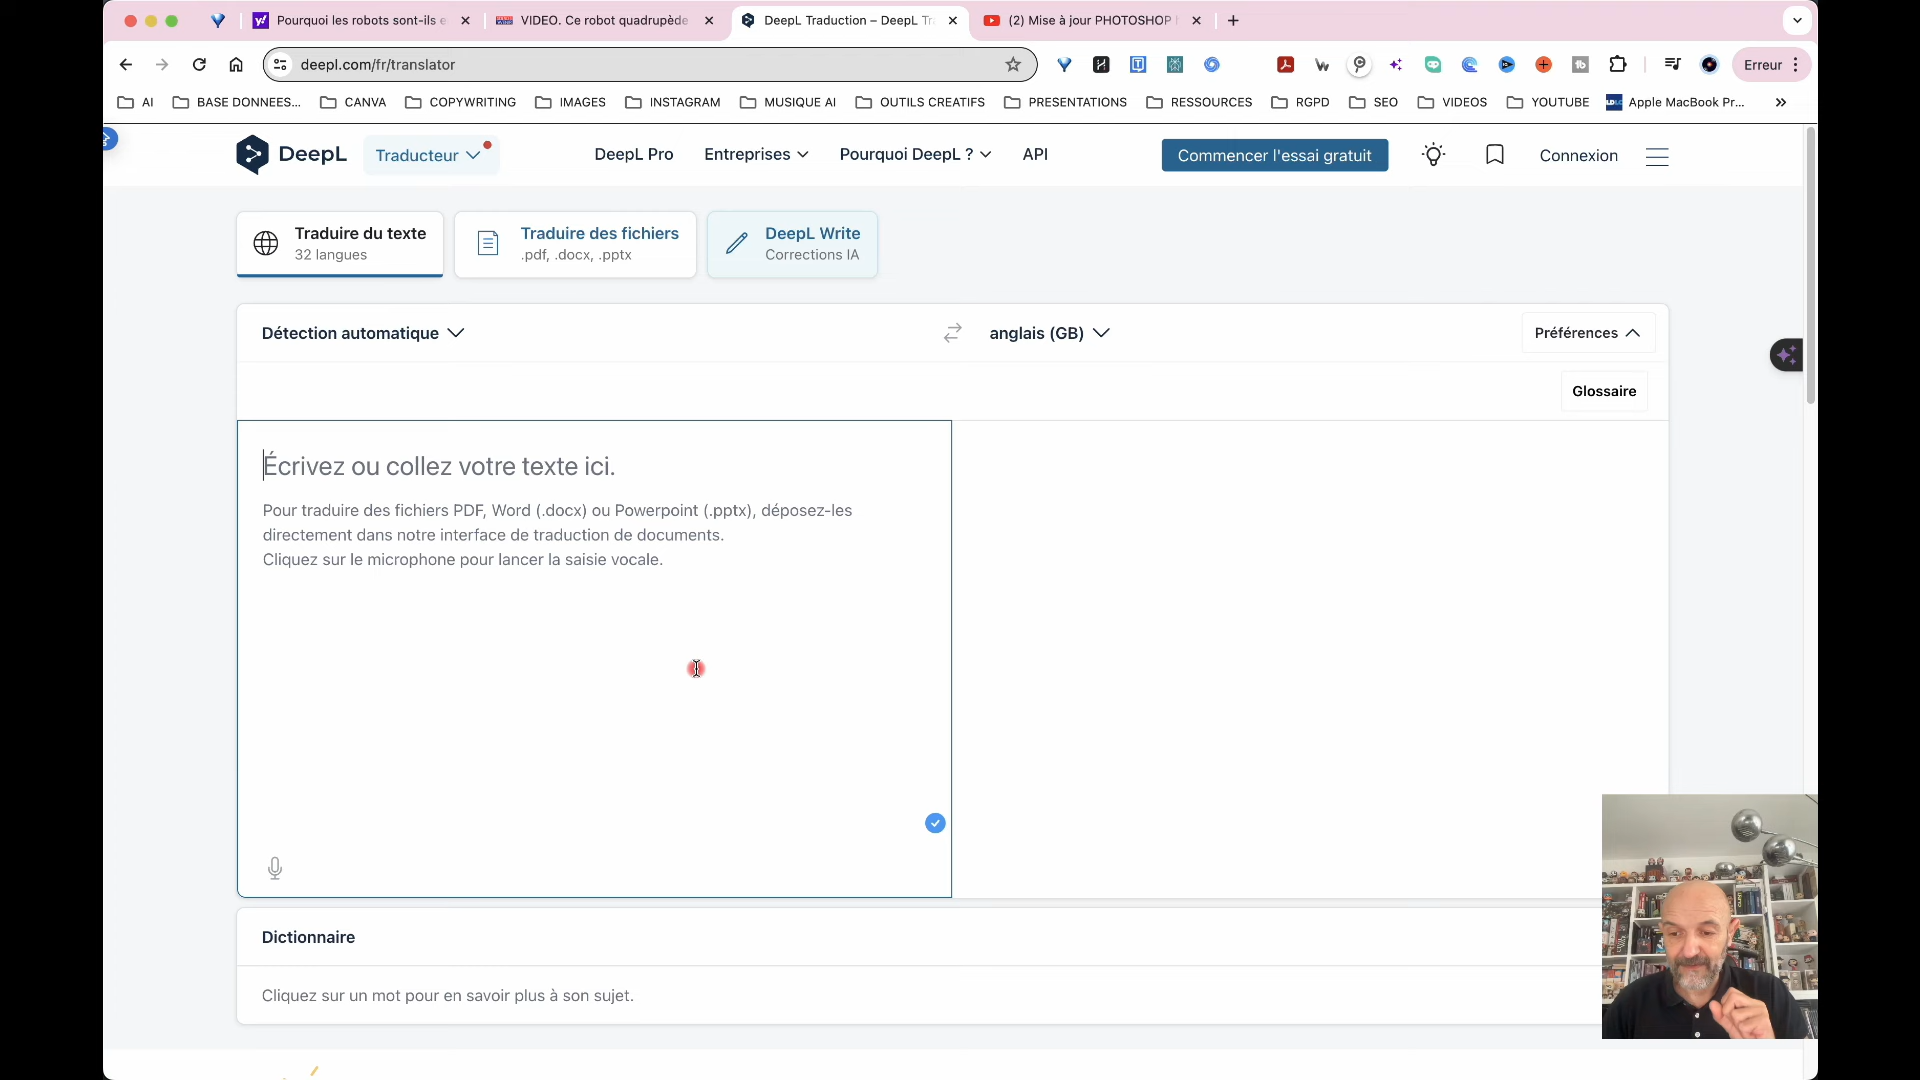 Pourquoi les robots sont-ils e
VIDEO. Ce robot quadrupède
DeepL Traduction – DeepL Tr
(2) Mise à jour PHOTOSHOP
deepl.com/fr/translator
Erreur
AI
BASE DONNEES...
CANVA
COPYWRITING
IMAGES
INSTAGRAM
MUSIQUE AI
OUTILS CREATIFS
PRESENTATIONS
RESSOURCES
RGPD
SEO
VIDEOS
YOUTUBE
Apple MacBook Pr...
DeepL
Traducteur
DeepL Pro
Entreprises
Pourquoi DeepL ?
API
Commencer l'essai gratuit
Connexion
Traduire du texte
32 langues
Traduire des fichiers
.pdf, .docx, .pptx
DeepL Write
Corrections IA
Détection automatique
anglais (GB)
Préférences
Glossaire
Écrivez ou collez votre texte ici.
Pour traduire des fichiers PDF, Word (.docx) ou Powerpoint (.pptx), déposez-les
directement dans notre interface de traduction de documents.
Cliquez sur le microphone pour lancer la saisie vocale.
Dictionnaire
Cliquez sur un mot pour en savoir plus à son sujet.